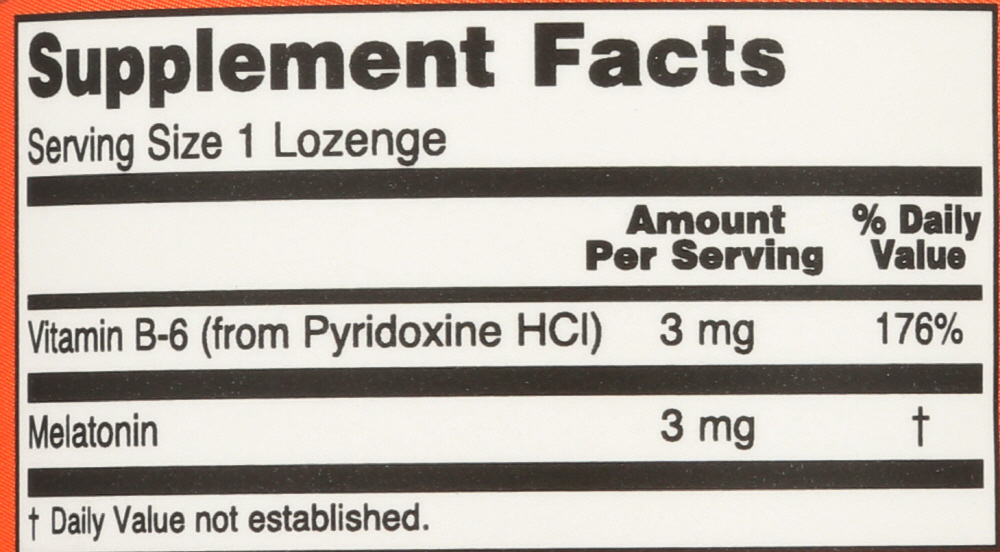 Supplement Facts
Serving Size 1 Lozenge
Amount Per Serving % Daily Value
Vitamin B-6 (from Pyridoxine HCl) 3 mg 176%
Melatonin 3 mg †
† Daily Value not established.